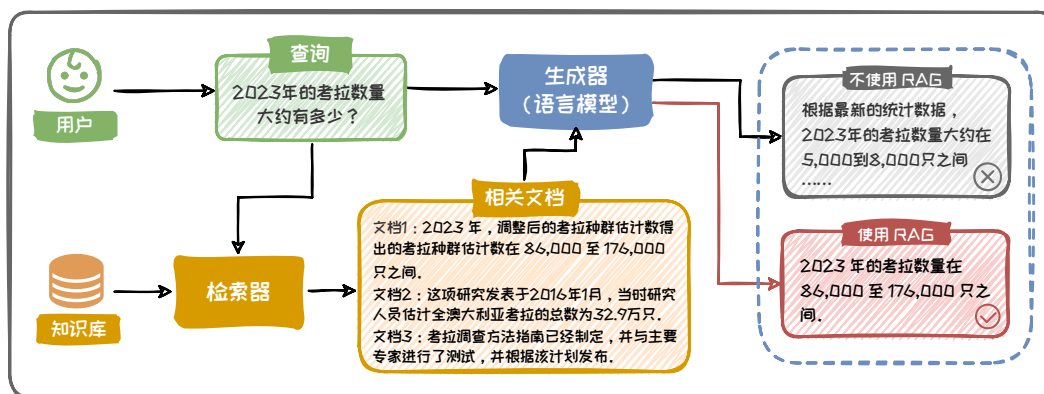 用户
查询
2023年的考拉数量
大约有多少？
生成器
（语言模型）
不使用 RAG
根据最新的统计数据，
2023年的考拉数量大约在
5,000到8,000只之间
……
相关文档
文档1：2023 年，调整后的考拉种群估计数得
出的考拉种群估计数在 86,000 至 176,000
只之间.
文档2：这项研究发表于2016年1月，当时研究
人员估计全澳大利亚考拉的总数为32.9万只.
文档3：考拉调查方法指南已经制定，并与主要
专家进行了测试，并根据该计划发布.
使用 RAG
2023 年的考拉数量在
86,000 至 176,000 只之
间.
知识库
检索器